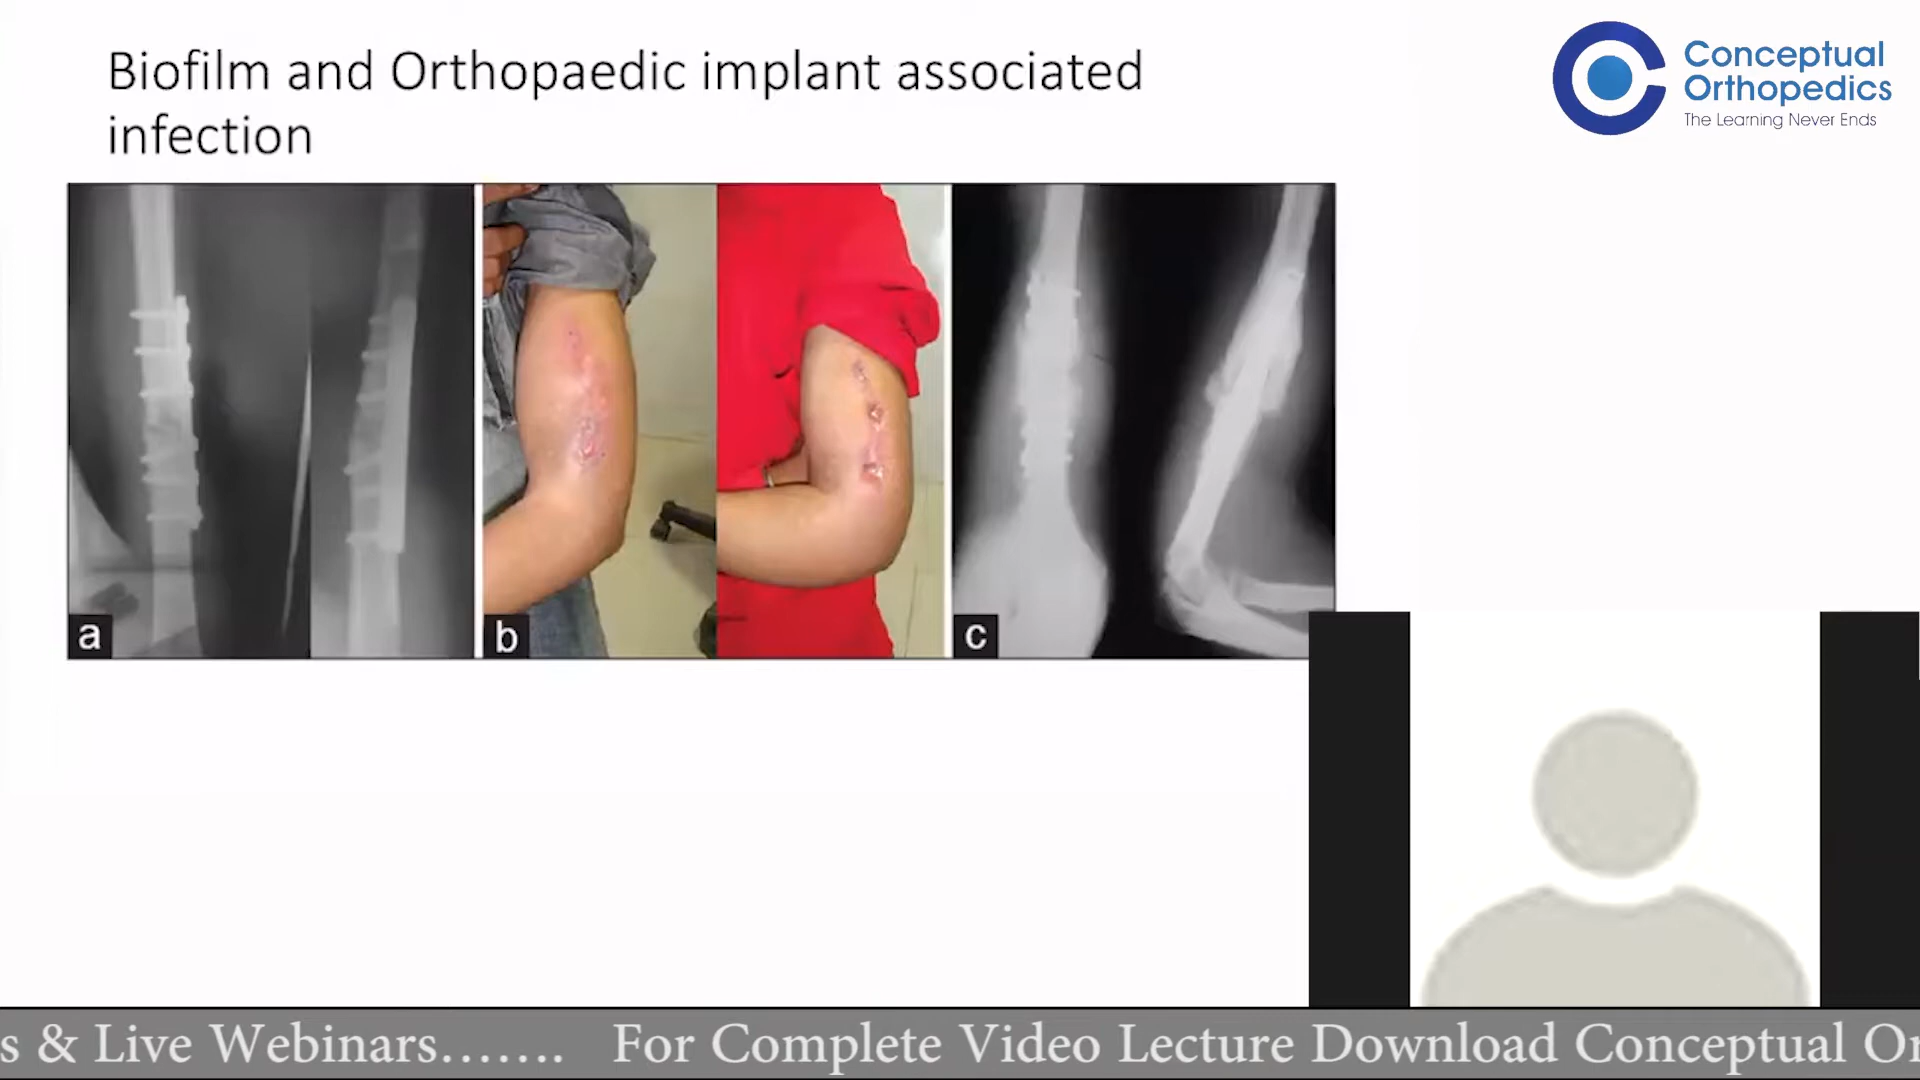 Biofilm and Orthopaedic implant associated
infection
Conceptual
Orthopedics
The Learning Never Ends
a
b
c
s & Live Webinars....... For Complete Video Lecture Download Conceptual Or